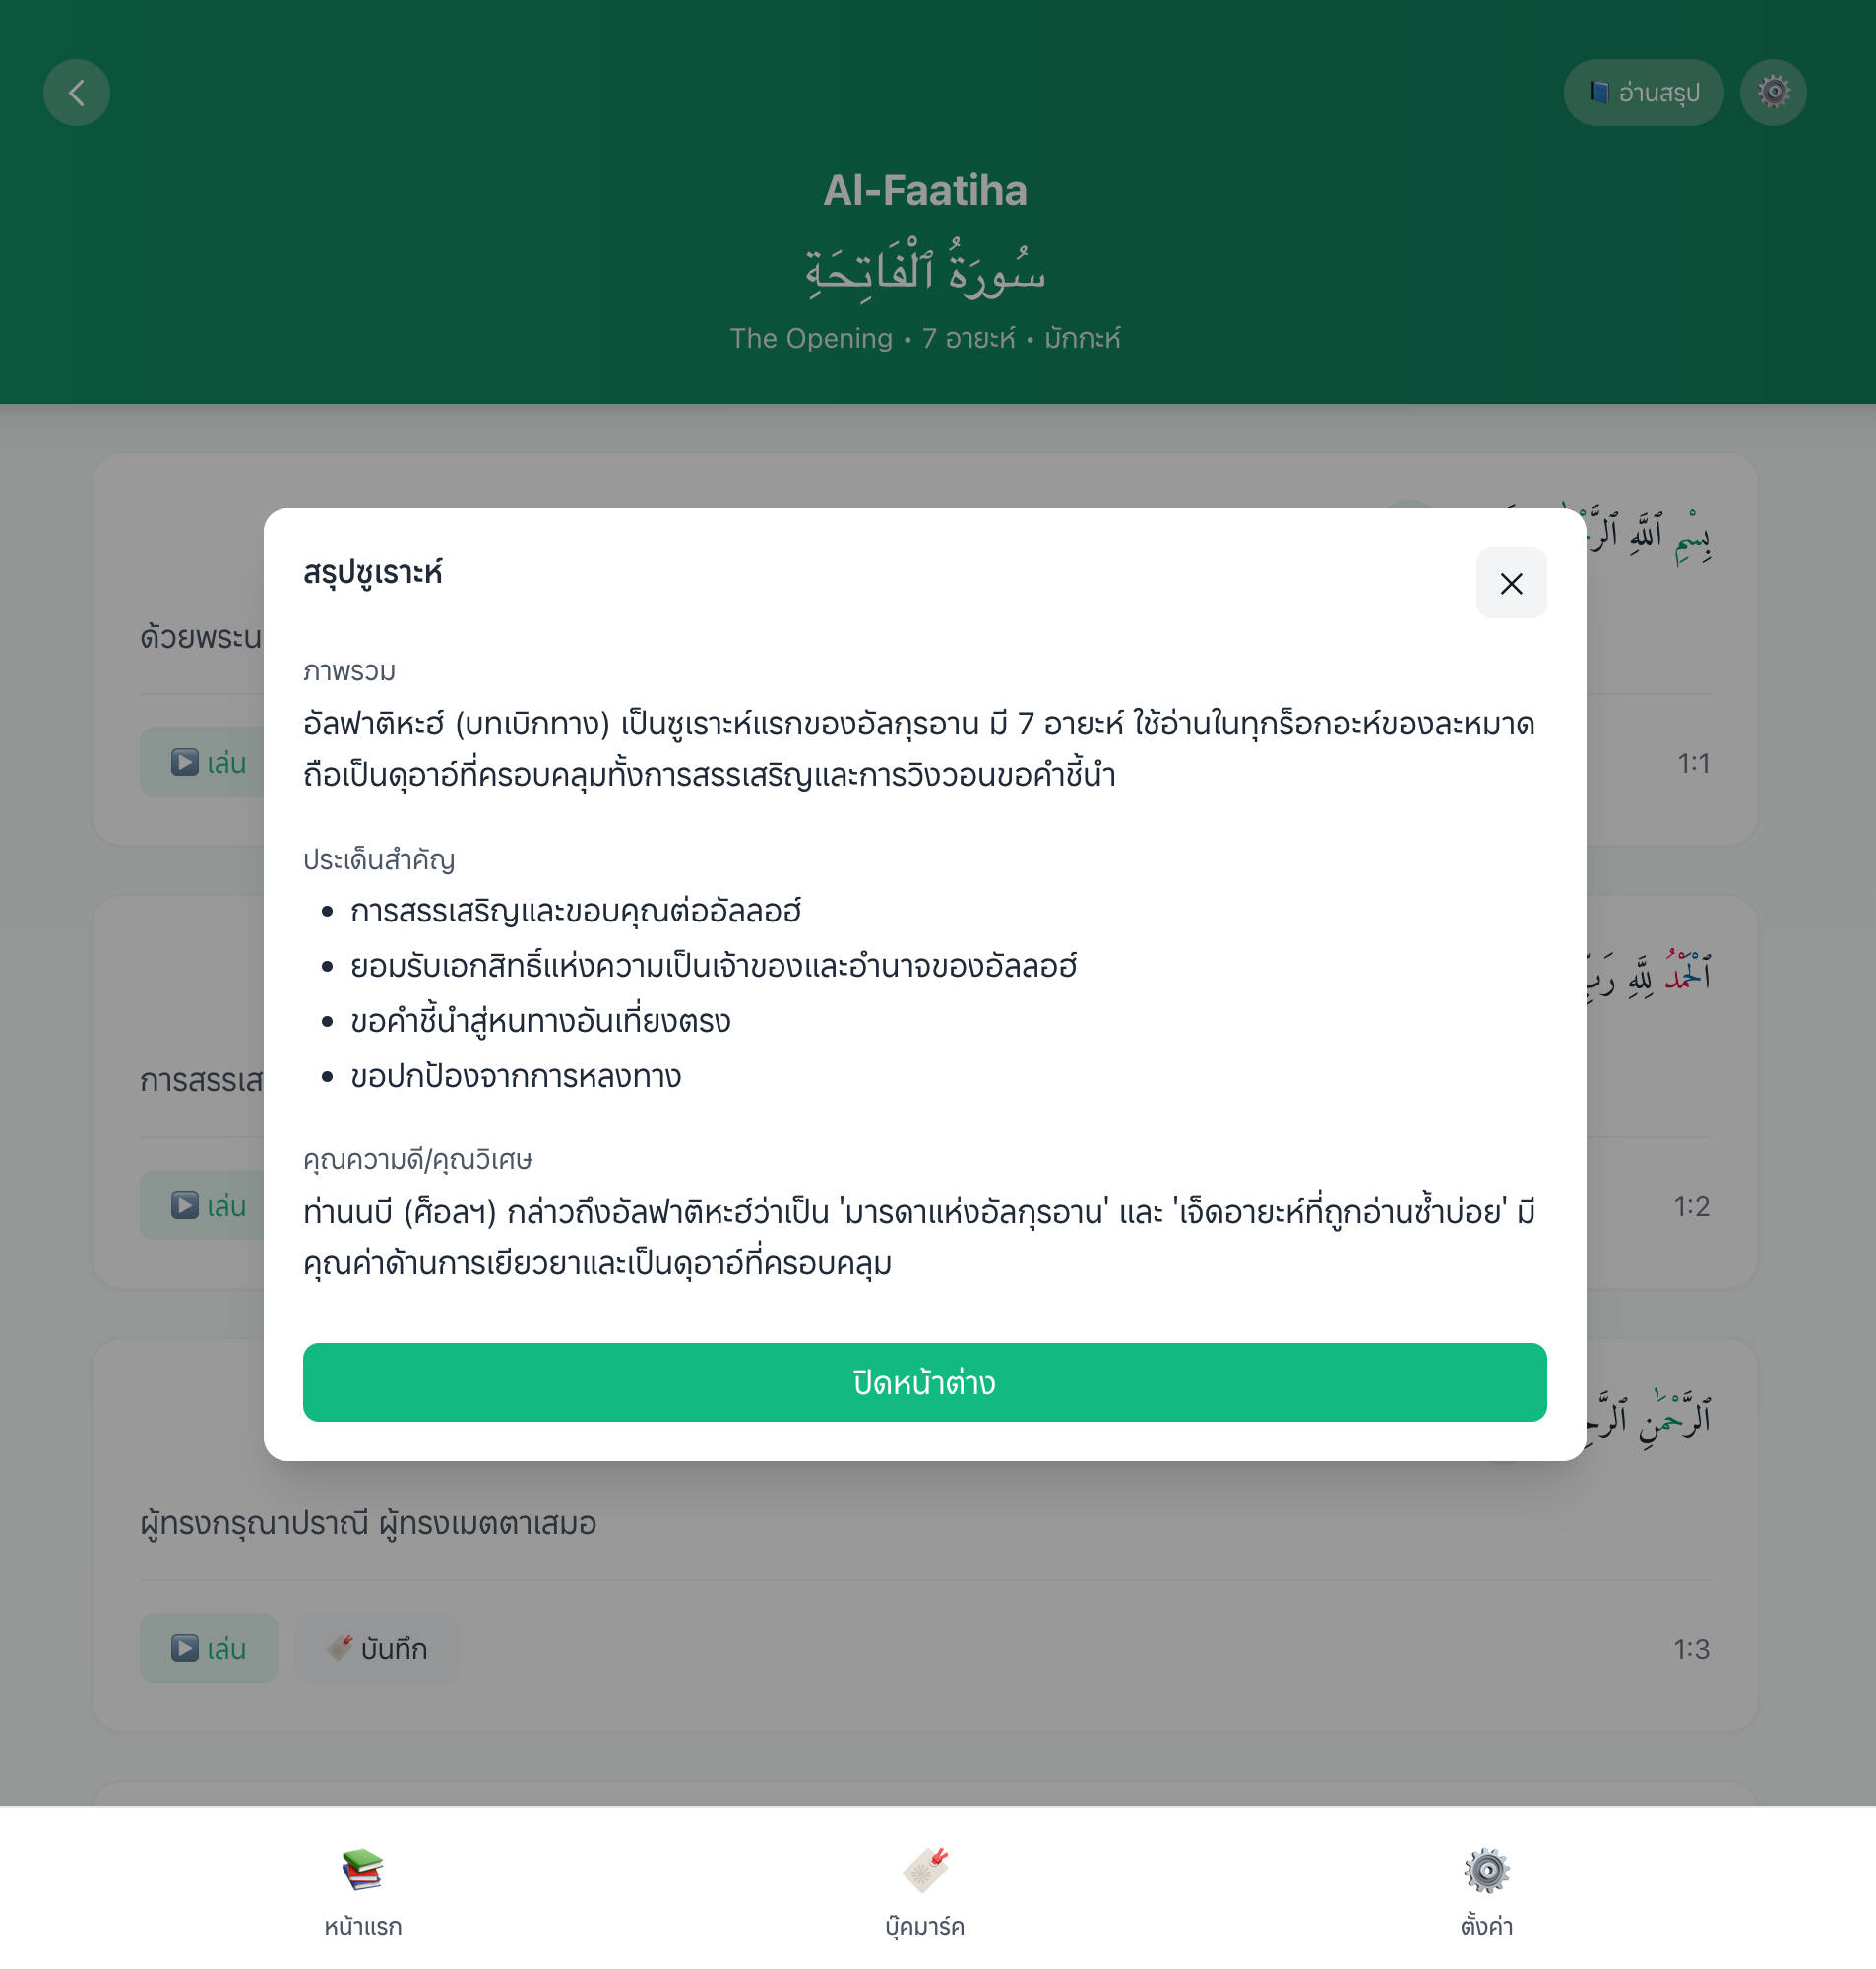 อ่านสรุป
Al-Faatiha
سُورَةُ ٱلْفَاتِحَةِ
The Opening • 7 อายะห์ • มักกะห์
بِسْمِ ٱللَّهِ
สรุปซูเราะห์
ด้วยพระน
ภาพรวม
อัลฟาติหะฮ์ (บทเบิกทาง) เป็นซูเราะห์แรกของอัลกุรอาน มี 7 อายะห์ ใช้อ่านในทุกร็อกอะห์ของละหมาด
ถือเป็นดุอาอ์ที่ครอบคลุมทั้งการสรรเสริญและการวิงวอนขอคำชี้นำ
เล่น
1:1
ประเด็นสำคัญ
• การสรรเสริญและขอบคุณต่ออัลลอฮ์
• ยอมรับเอกสิทธิ์แห่งความเป็นเจ้าของและอำนาจของอัลลอฮ์
ٱلْحَمْدُ لِلَّهِ
• ขอคำชี้นำสู่หนทางอันเที่ยงตรง
• ขอปกป้องจากการหลงทาง
การสรรเส
คุณความดี/คุณวิเศษ
ท่านนบี (ศ็อลฯ) กล่าวถึงอัลฟาติหะฮ์ว่าเป็น 'มารดาแห่งอัลกุรอาน' และ 'เจ็ดอายะห์ที่ถูกอ่านซ้ำบ่อย' มี
คุณค่าด้านการเยียวยาและเป็นดุอาอ์ที่ครอบคลุม
เล่น
1:2
ปิดหน้าต่าง
ٱلرَّحْمَٰنِ
ผู้ทรงกรุณาปราณี ผู้ทรงเมตตาเสมอ
เล่น
บันทึก
1:3
หน้าแรก
บุ๊คมาร์ค
ตั้งค่า